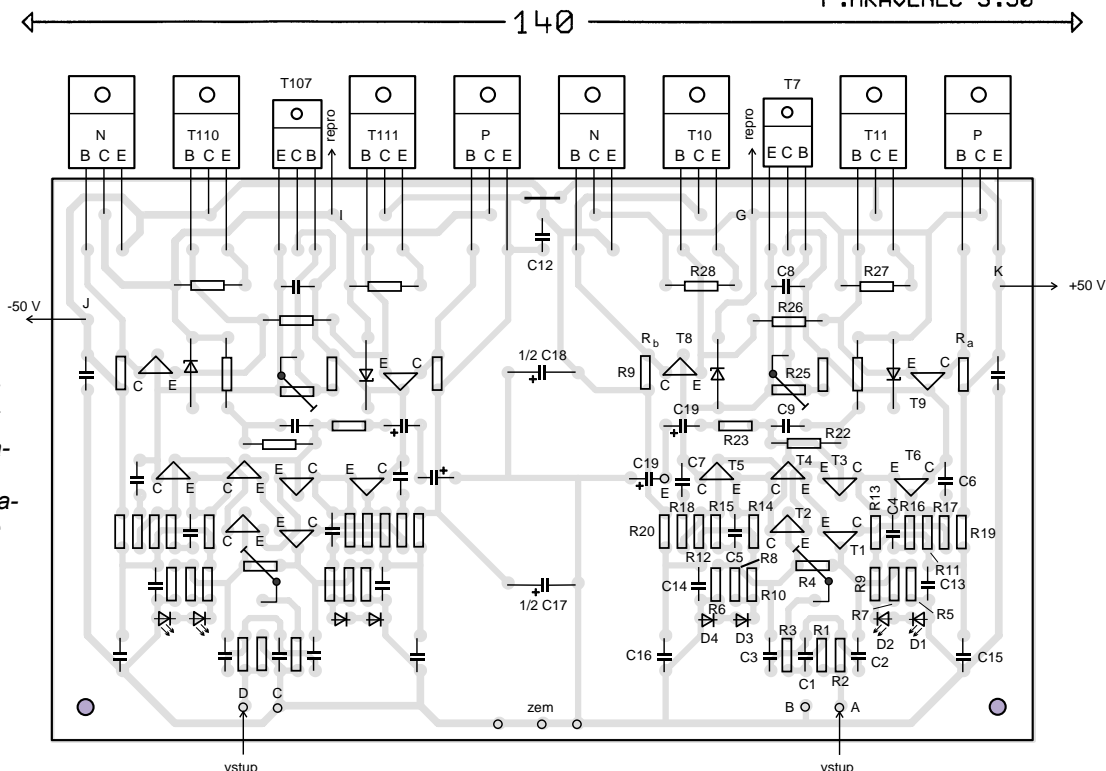 140
T107
T7
N
T110
T111
P
N
T10
T11
P
B C E
B C E
E C B
repro
B C E
B C E
B C E
B C E
repro
E C B
B C E
B C E
I
G
C12
R28
C8
R27
K
-50 V
J
+50 V
R26
R b
T8
R a
1/2 C18
E
C
E
C
R9
C
E
R25
E
C
T9
C19
C9
R23
R22
C19
E
C7
T5
T4
T3
T6
C6
C
E
C
E
E
C
E
C
C
E
C
E
E
C
E
C
R18
R15
R14
T2
R13
C4
R16
R17
R20
R19
C
E
E
C
C
E
E
C
T1
R12
C5
R8
R11
C14
R4
R9
C13
1/2 C17
R6
R10
R7
R5
D4
D3
D2
D1
R3
R1
C16
C3
C2
C15
C1
R2
D
C
zem
B
A
vstup
vstup